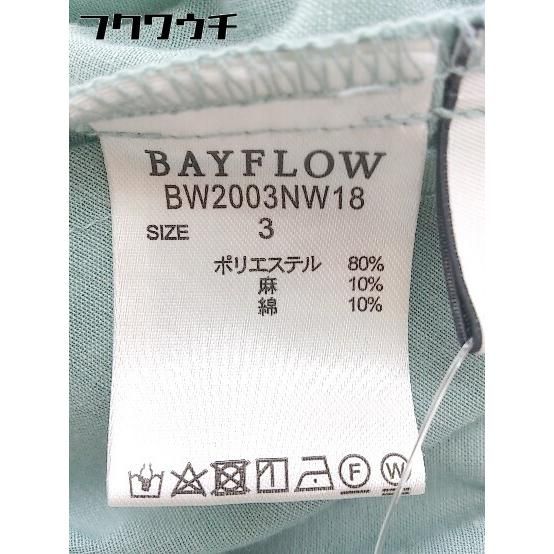 フクワウチ
BAYFLOW
BW2003NW18
SIZE 3
ポリエステル 80%
麻 10%
綿 10%
F W